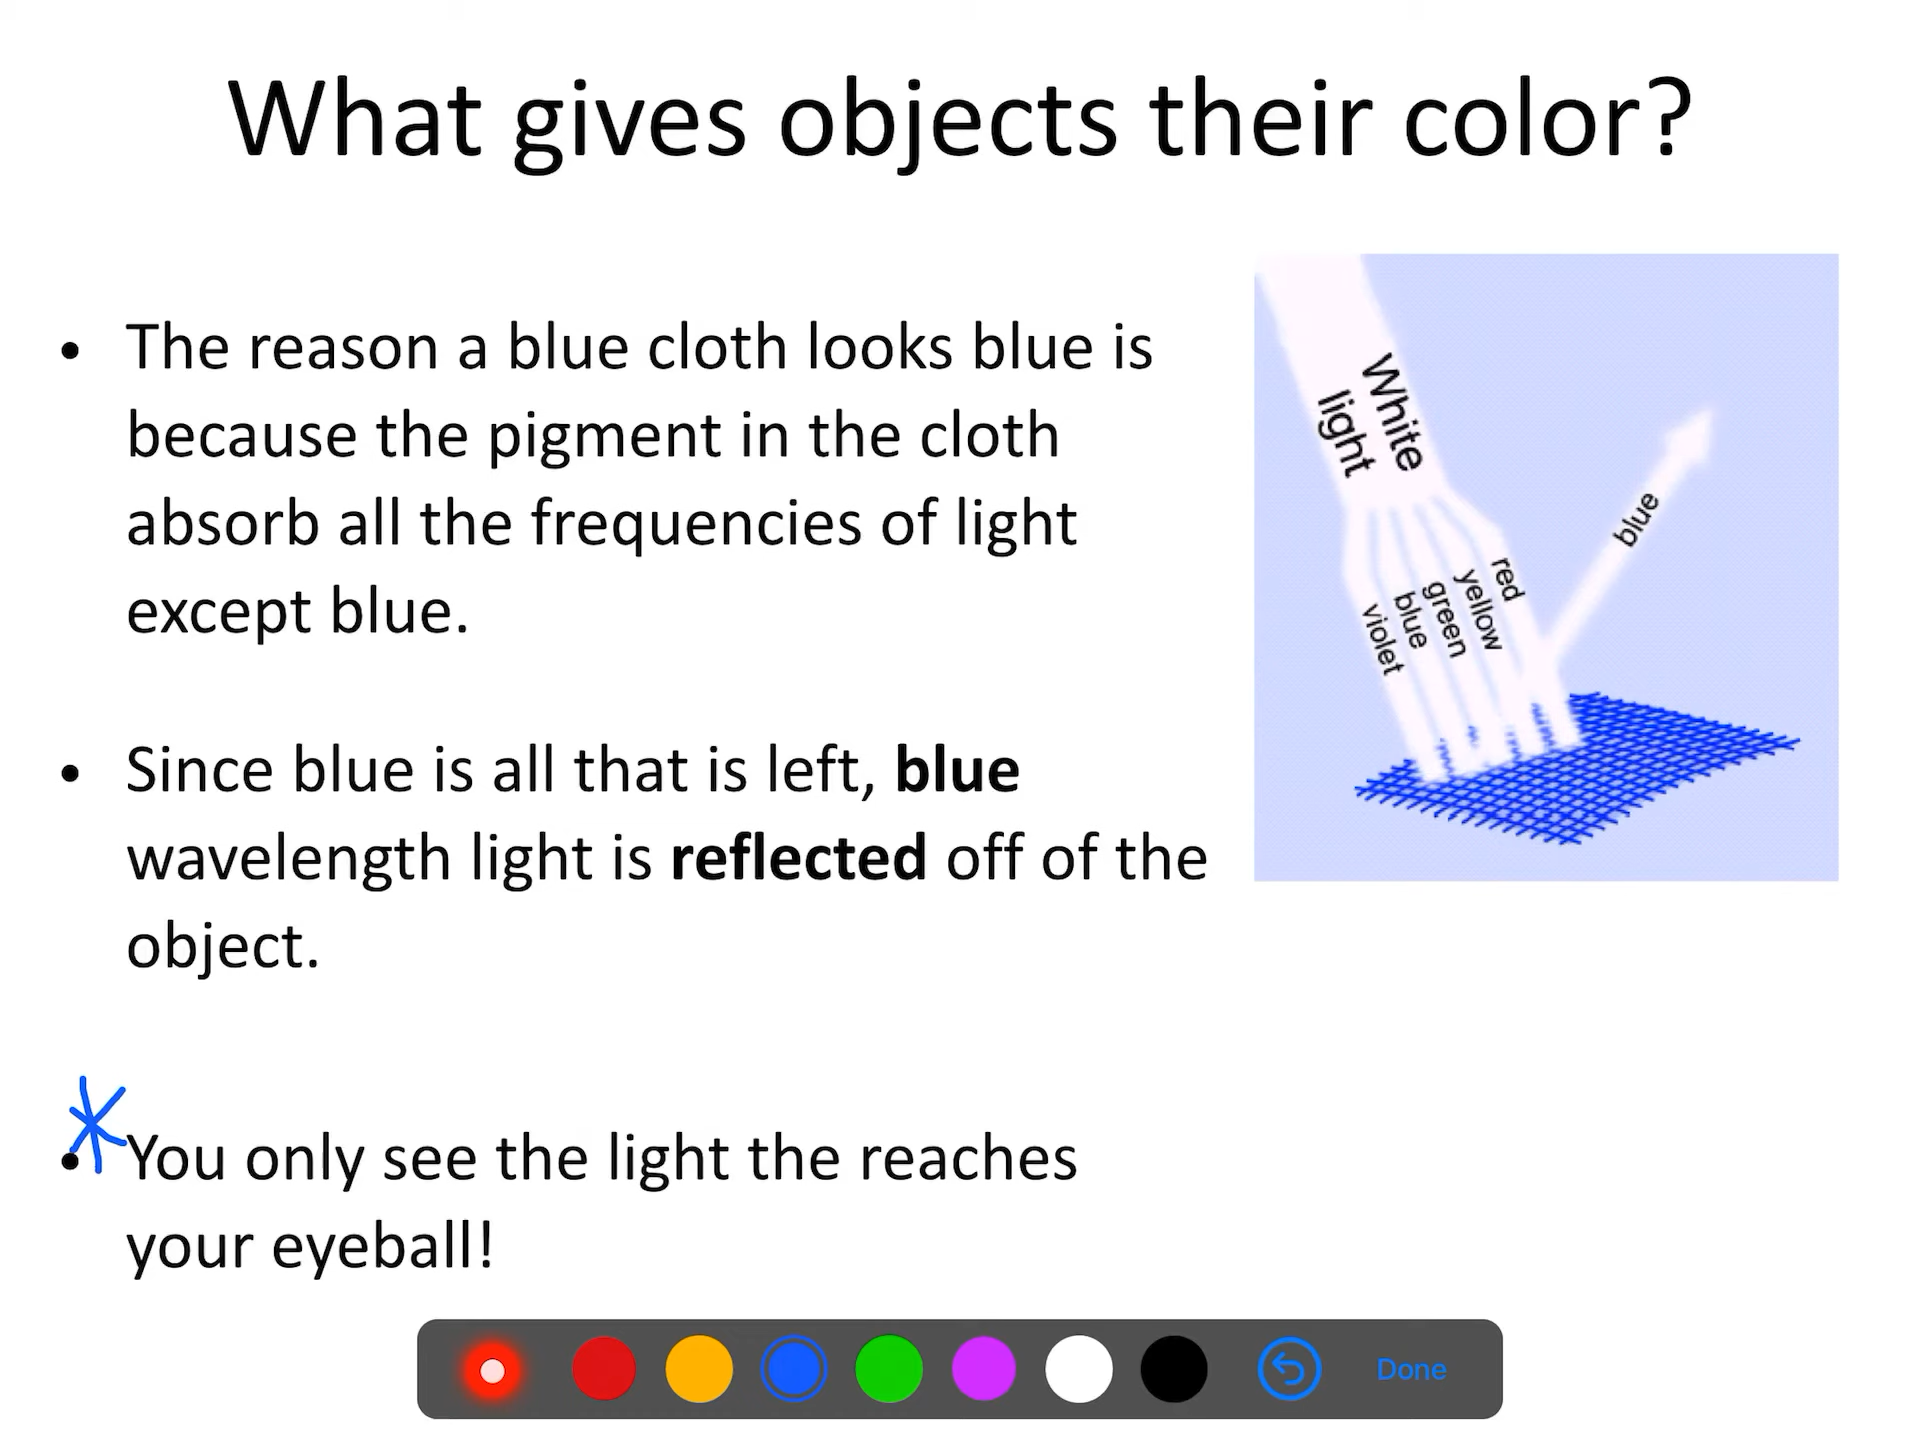 What gives objects their color?
• The reason a blue cloth looks blue is
because the pigment in the cloth
absorb all the frequencies of light
except blue.
• Since blue is all that is left, blue
wavelength light is reflected off of the
object.
• You only see the light the reaches
your eyeball!
White
light
violet
blue
green
yellow
red
blue
Done